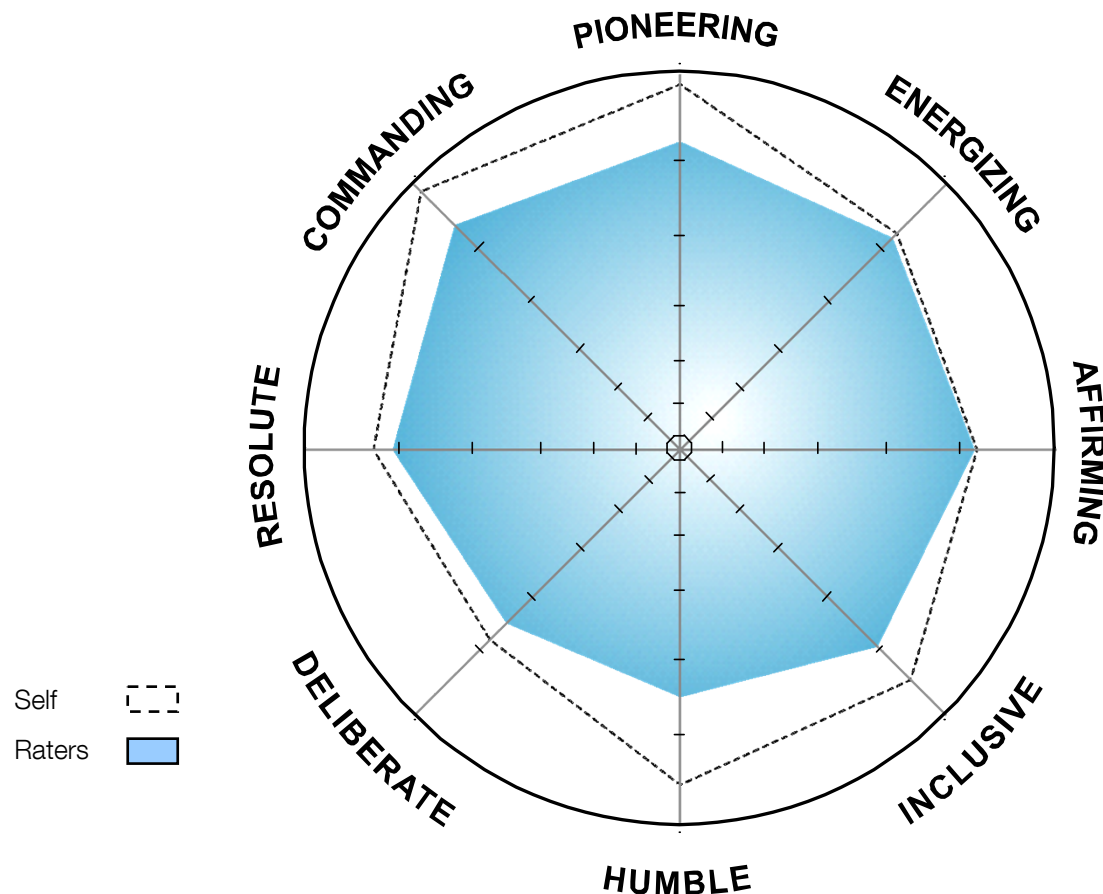 PIONEERING
ENERGIZING
AFFIRMING
INCLUSIVE
HUMBLE
DELIBERATE
RESOLUTE
COMMANDING
Self
Raters